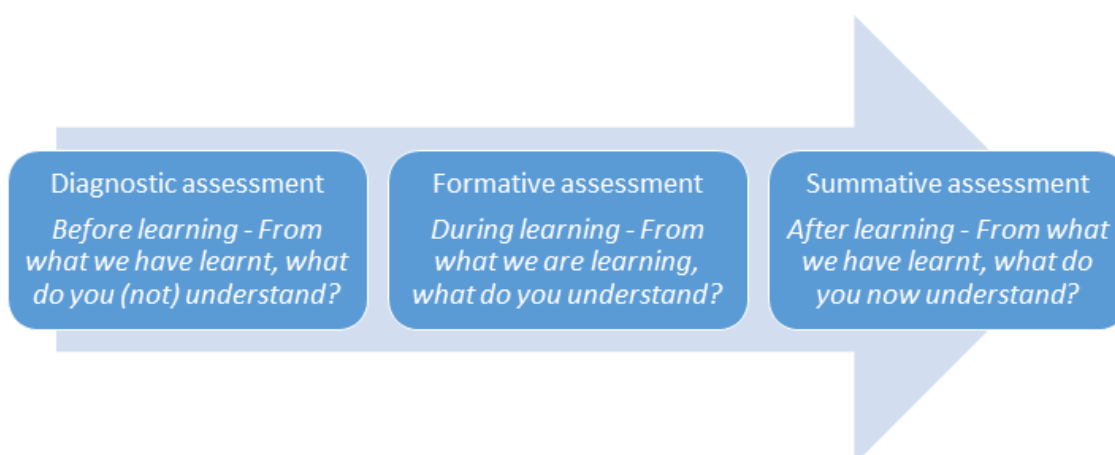 Diagnostic assessment
Before learning - From
what we have learnt, what
do you (not) understand?
Formative assessment
During learning - From
what we are learning,
what do you understand?
Summative assessment
After learning - From what
we have learnt, what do
you now understand?